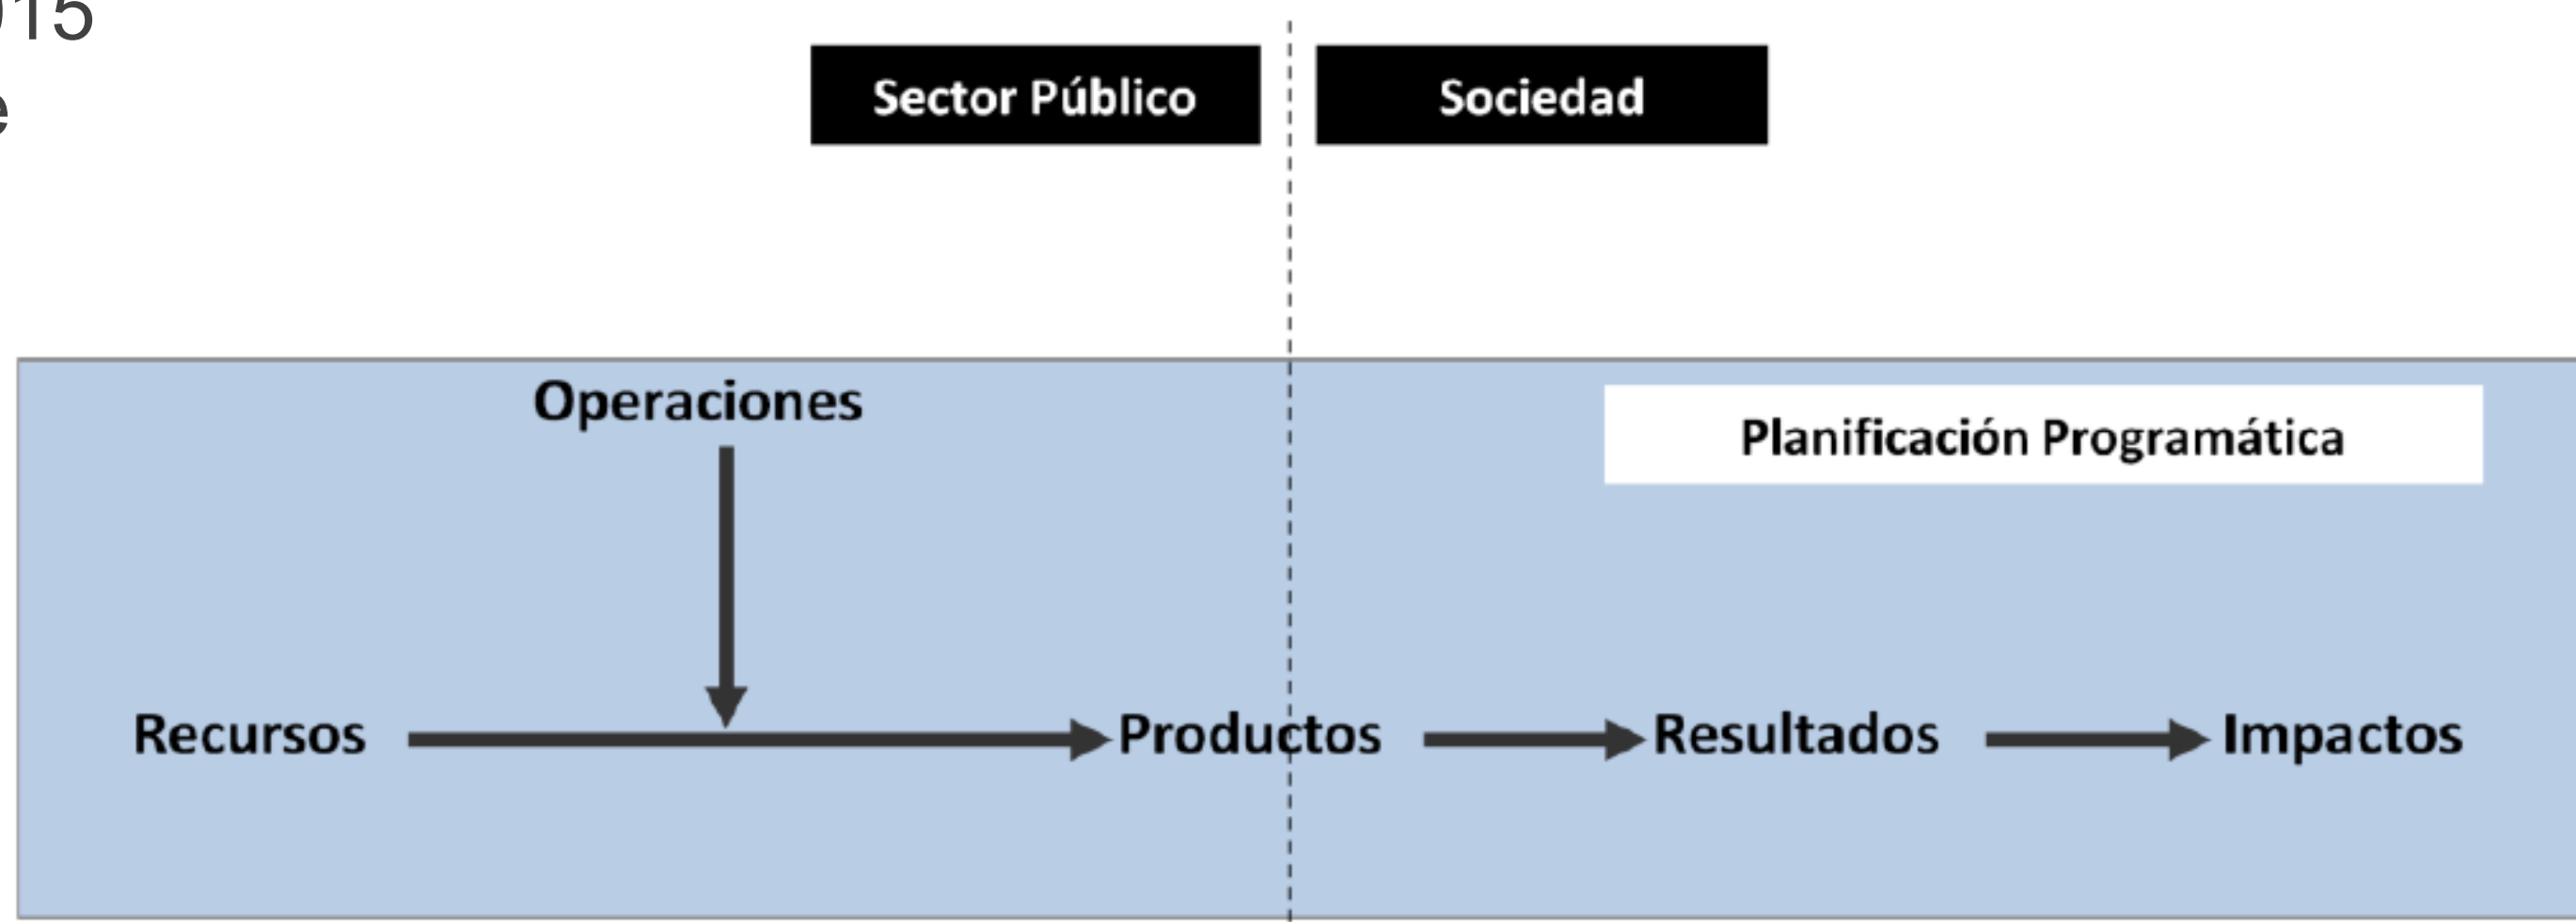 Sector Público
Sociedad
Operaciones
Planificación Programática
Recursos
Productos
Resultados
Impactos